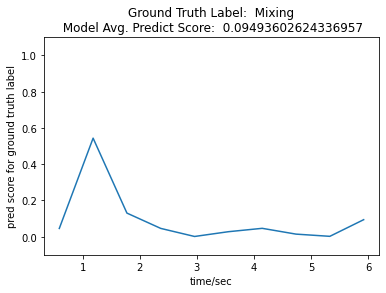 Ground Truth Label:  Mixing
Model Avg. Predict Score:  0.09493602624336957
pred score for ground truth label
1.0
0.8
0.6
0.4
0.2
0.0
1 2 3 4 5 6
time/sec